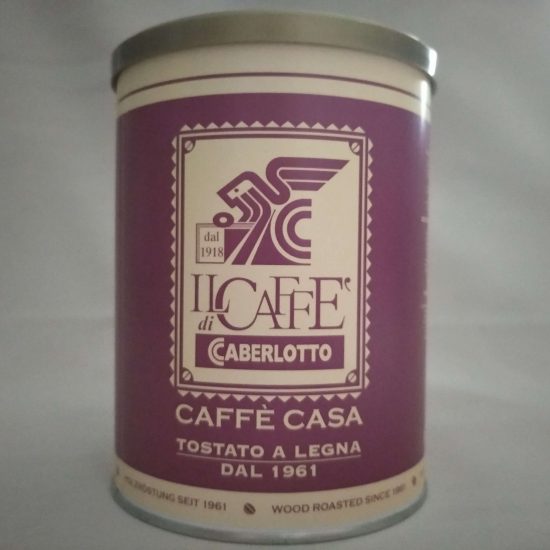 dal
1918
IL CAFFE`
di
CABERLOTTO
CAFFÈ CASA
TOSTATO A LEGNA
DAL 1961
HOLZRÖSTUNG SEIT 1961 WOOD ROASTED SINCE 1961